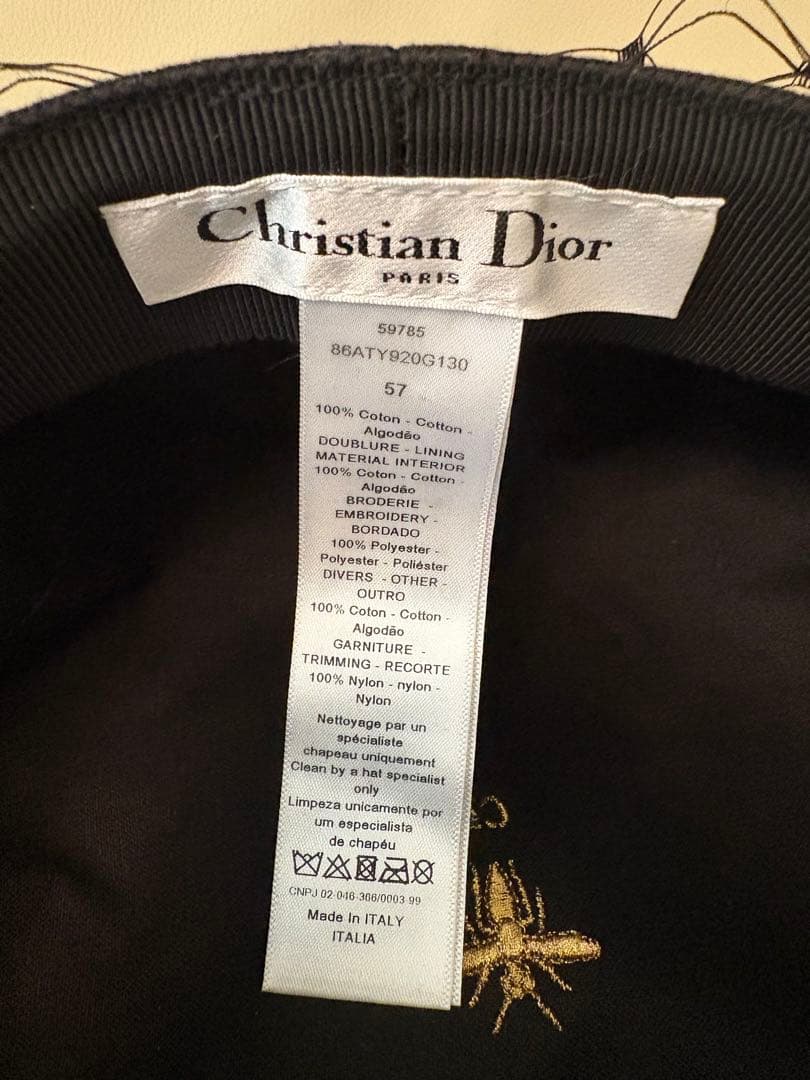 Christian Dior
PARIS
59785
86ATY920G130
57
100% Coton - Cotton -
Algodão
DOUBLURE - LINING
MATERIAL INTERIOR
100% Coton - Cotton -
Algodão
BRODERIE -
EMBROIDERY -
BORDADO
100% Polyester -
Polyester - Poliéster
DIVERS - OTHER -
OUTRO
100% Coton - Cotton -
Algodão
GARNITURE -
TRIMMING - RECORTE
100% Nylon - nylon -
Nylon
Nettoyage par un
spécialiste
chapeau uniquement
Clean by a hat specialist
only
Limpeza unicamente por
um especialista
de chapéu
CNPJ 02-046-306/0003-99
Made In ITALY
ITALIA